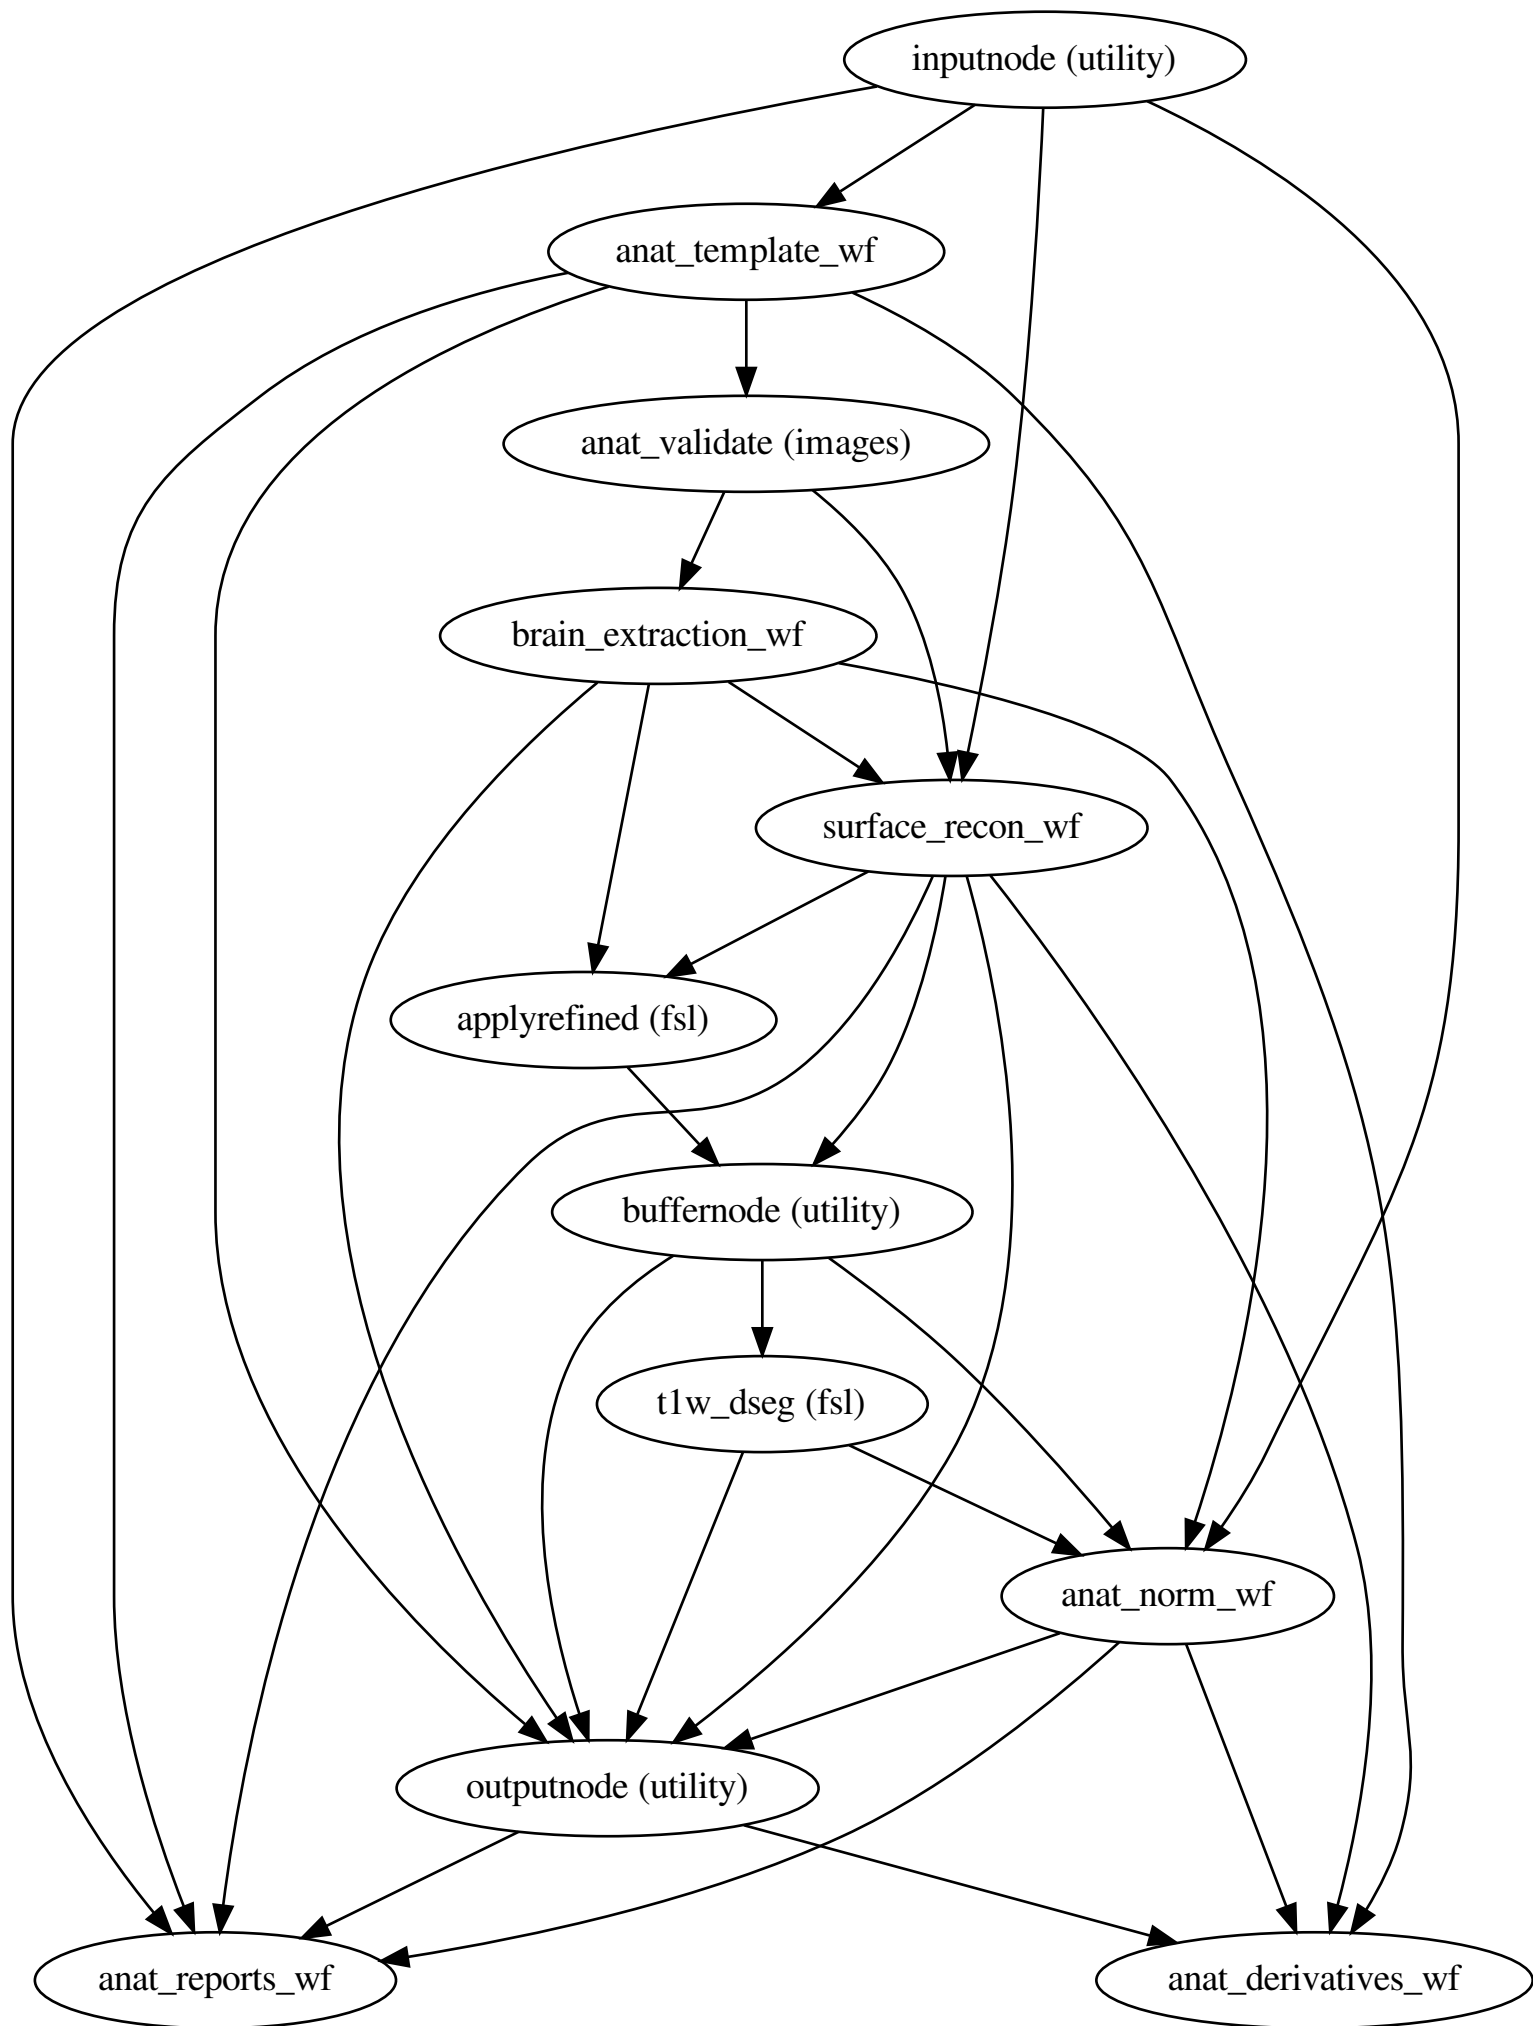 inputnode (utility)
anat_template_wf
anat_validate (images)
brain_extraction_wf
surface_recon_wf
applyrefined (fsl)
buffernode (utility)
t1w_dseg (fsl)
anat_norm_wf
outputnode (utility)
anat_reports_wf
anat_derivatives_wf